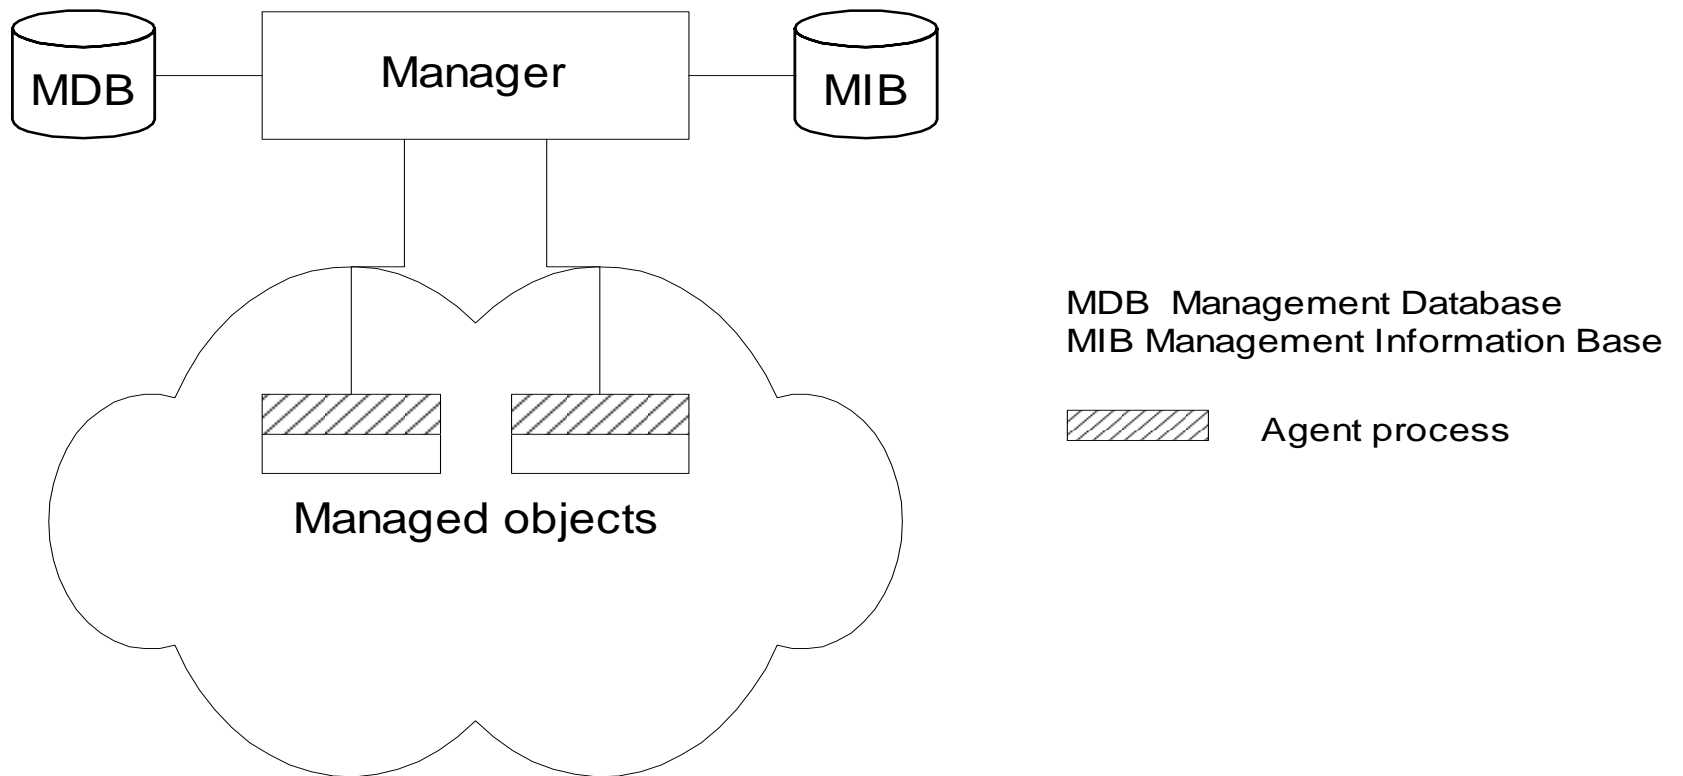 MDB
Manager
MIB
MDB  Management Database
MIB Management Information Base
Agent process
Managed objects